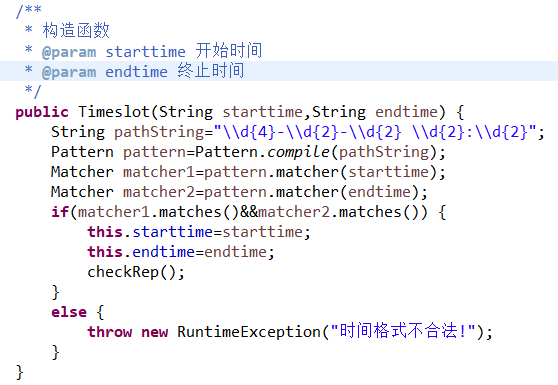 /**
 * 构造函数
 * @param starttime 开始时间
 * @param endtime 终止时间
 */
public Timeslot(String starttime,String endtime) {
    String pathString="\\d{4}-\\d{2}-\\d{2} \\d{2}:\\d{2}";
    Pattern pattern=Pattern.compile(pathString);
    Matcher matcher1=pattern.matcher(starttime);
    Matcher matcher2=pattern.matcher(endtime);
    if(matcher1.matches()&&matcher2.matches()) {
        this.starttime=starttime;
        this.endtime=endtime;
        checkRep();
    }
    else {
        throw new RuntimeException("时间格式不合法!");
    }
}